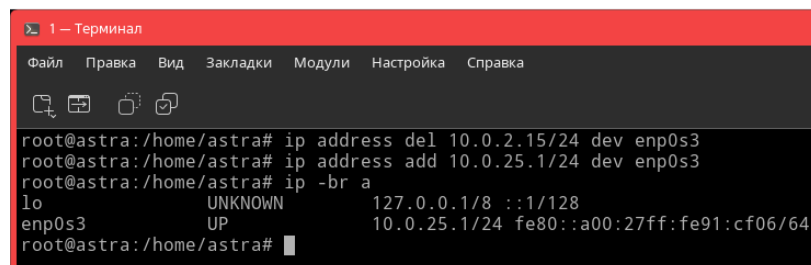 1 — Терминал
Файл Правка Вид Закладки Модули Настройка Справка
root@astra:/home/astra# ip address del 10.0.2.15/24 dev enp0s3
root@astra:/home/astra# ip address add 10.0.25.1/24 dev enp0s3
root@astra:/home/astra# ip -br a
lo UNKNOWN 127.0.0.1/8 ::1/128
enp0s3 UP 10.0.25.1/24 fe80::a00:27ff:fe91:cf06/64
root@astra:/home/astra#